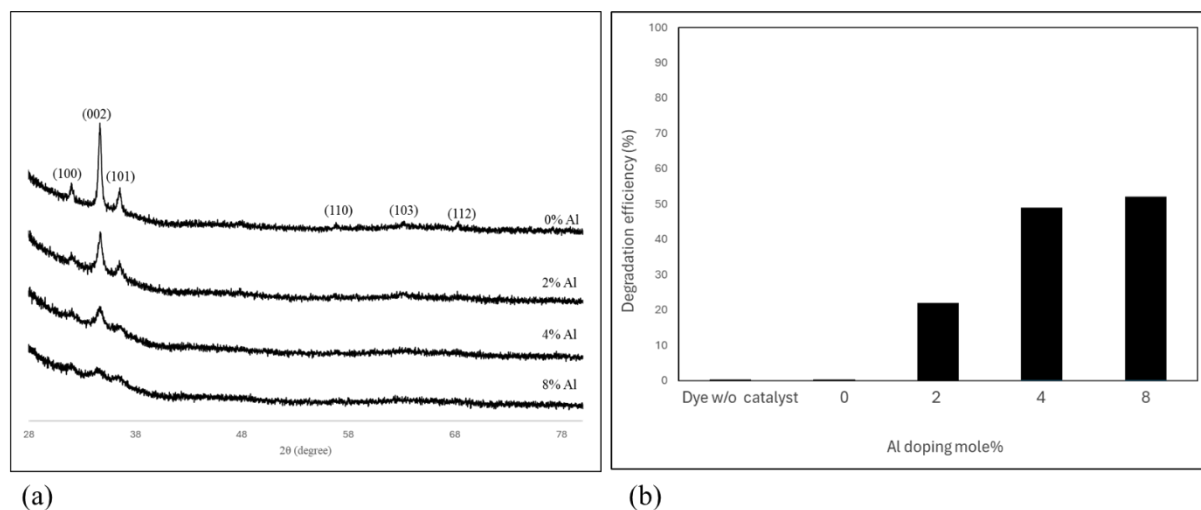 (002)
(100)
(101)
(110)
(103)
(112)
0% Al
2% Al
4% Al
8% Al
28
38
48
58
68
78
2θ (degree)
(a)
100
90
80
70
60
50
40
30
20
10
0
Degradation efficiency (%)
Dye w/o catalyst
0
2
4
8
Al doping mole%
(b)